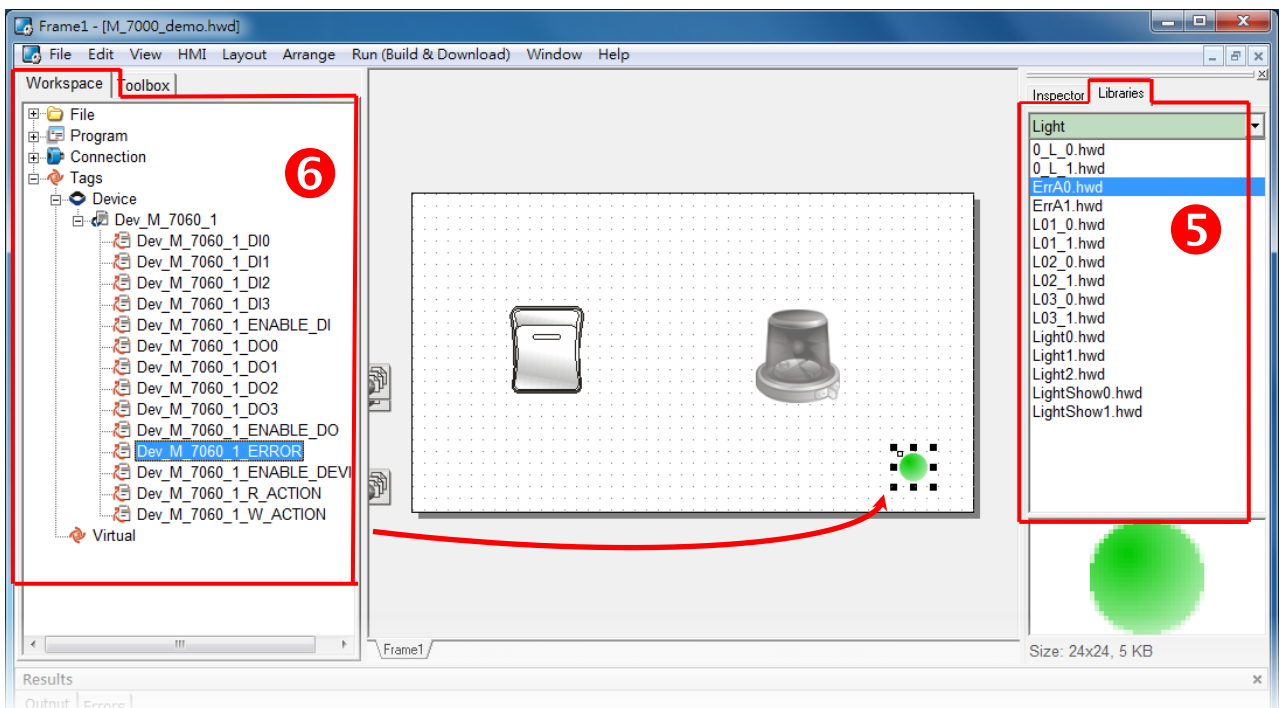 Frame1 - [M_7000_demo.hwd]
File Edit View HMI Layout Arrange Run (Build & Download) Window Help
Workspace Toolbox
File
Program
Connection
Tags
Device
Dev_M_7060_1
Dev_M_7060_1_DI0
Dev_M_7060_1_DI1
Dev_M_7060_1_DI2
Dev_M_7060_1_DI3
Dev_M_7060_1_ENABLE_DI
Dev_M_7060_1_DO0
Dev_M_7060_1_DO1
Dev_M_7060_1_DO2
Dev_M_7060_1_DO3
Dev_M_7060_1_ENABLE_DO
Dev_M_7060_1_ERROR
Dev_M_7060_1_ENABLE_DEVI
Dev_M_7060_1_R_ACTION
Dev_M_7060_1_W_ACTION
Virtual
6
Frame1
Inspector Libraries
Light
0_L_0.hwd
0_L_1.hwd
ErrA0.hwd
ErrA1.hwd
L01_0.hwd
L01_1.hwd
L02_0.hwd
L02_1.hwd
L03_0.hwd
L03_1.hwd
Light0.hwd
Light1.hwd
Light2.hwd
LightShow0.hwd
LightShow1.hwd
5
Size: 24x24, 5 KB
Results
Output Errors